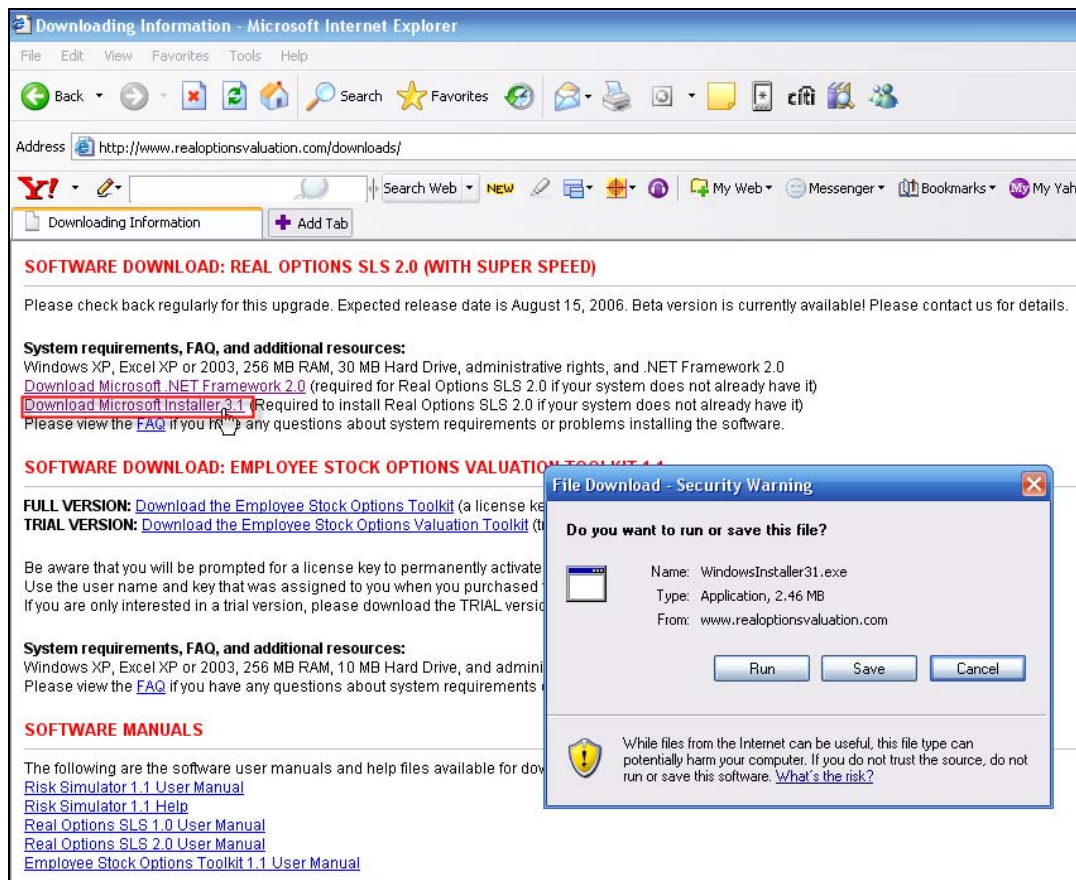 Downloading Information - Microsoft Internet Explorer
File Edit View Favorites Tools Help
Back Search Favorites citi
Address http://www.realoptionsvaluation.com/downloads/
Y! Search Web NEW My Web Messenger Bookmarks My Yah
Downloading Information Add Tab
SOFTWARE DOWNLOAD: REAL OPTIONS SLS 2.0 (WITH SUPER SPEED)
Please check back regularly for this upgrade. Expected release date is August 15, 2006. Beta version is currently available! Please contact us for details.
System requirements, FAQ, and additional resources:
Windows XP, Excel XP or 2003, 256 MB RAM, 30 MB Hard Drive, administrative rights, and .NET Framework 2.0
Download Microsoft .NET Framework 2.0 (required for Real Options SLS 2.0 if your system does not already have it)
Download Microsoft Installer 3.1 (Required to install Real Options SLS 2.0 if your system does not already have it)
Please view the FAQ if you any questions about system requirements or problems installing the software.
SOFTWARE DOWNLOAD: EMPLOYEE STOCK OPTIONS VALUATION TOOLKIT 1.1
FULL VERSION: Download the Employee Stock Options Toolkit (a license ke
TRIAL VERSION: Download the Employee Stock Options Valuation Toolkit (t
Be aware that you will be prompted for a license key to permanently activate
Use the user name and key that was assigned to you when you purchased
If you are only interested in a trial version, please download the TRIAL versio
System requirements, FAQ, and additional resources:
Windows XP, Excel XP or 2003, 256 MB RAM, 10 MB Hard Drive, and admini
Please view the FAQ if you have any questions about system requirements
SOFTWARE MANUALS
The following are the software user manuals and help files available for dov
Risk Simulator 1.1 User Manual
Risk Simulator 1.1 Help
Real Options SLS 1.0 User Manual
Real Options SLS 2.0 User Manual
Employee Stock Options Toolkit 1.1 User Manual
File Download - Security Warning
Do you want to run or save this file?
Name: WindowsInstaller31.exe
Type: Application, 2.46 MB
From: www.realoptionsvaluation.com
Run Save Cancel
While files from the Internet can be useful, this file type can
potentially harm your computer. If you do not trust the source, do not
run or save this software. What's the risk?